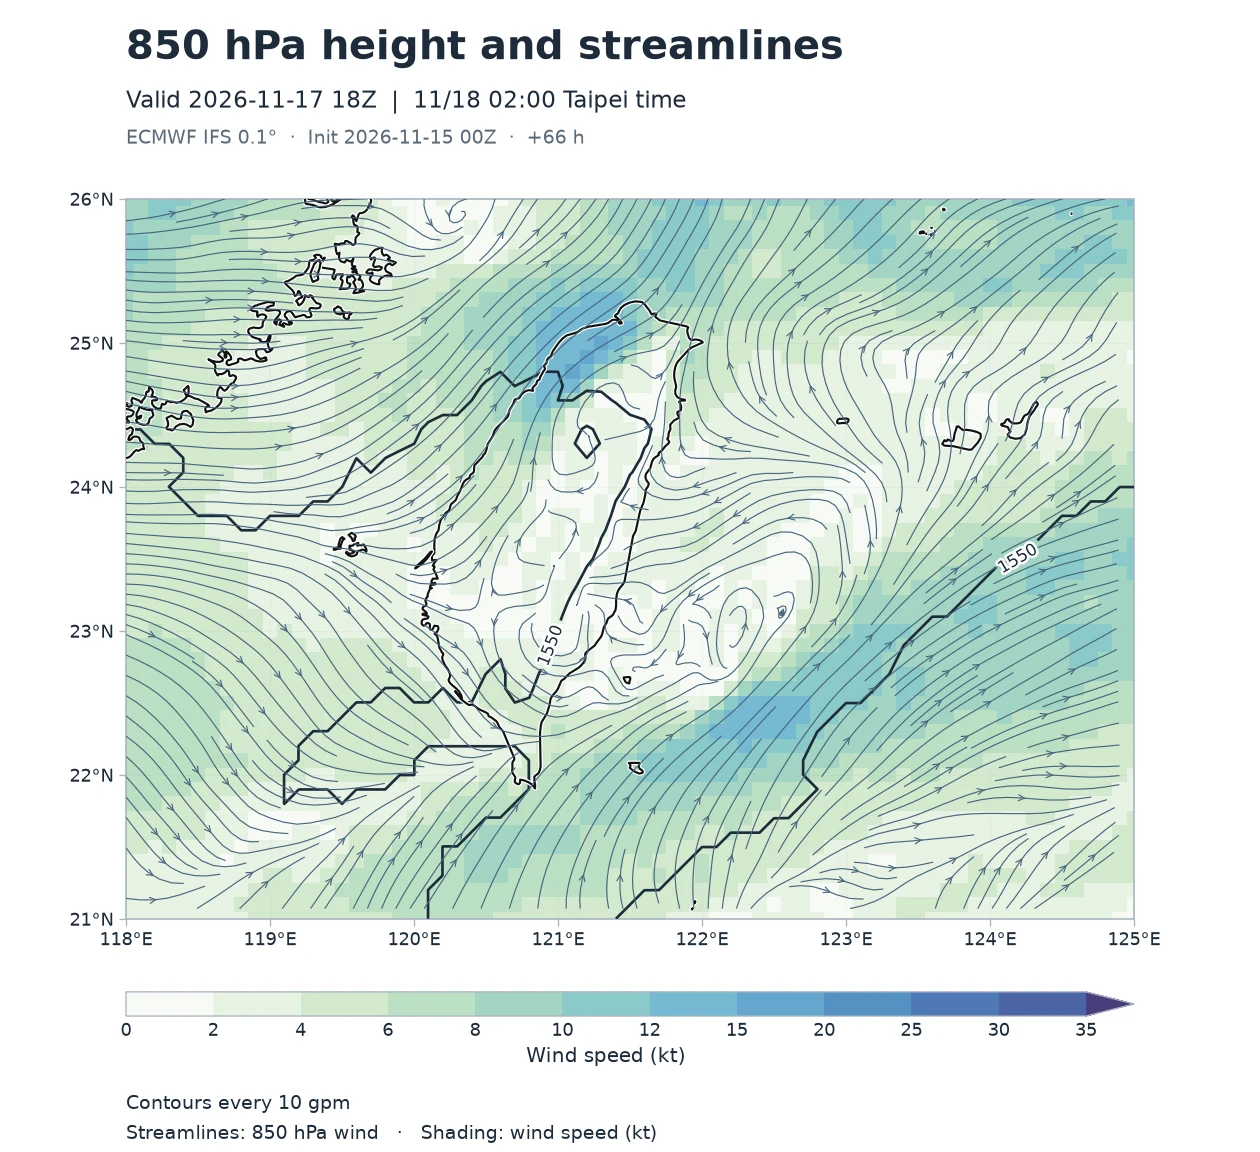 850 hPa height and streamlines
Valid 2026-11-17 18Z | 11/18 02:00 Taipei time
ECMWF IFS 0.1° · Init 2026-11-15 00Z · +66 h
26°N
25°N
24°N
23°N
22°N
21°N
1550
1550
118°E 119°E 120°E 121°E 122°E 123°E 124°E 125°E
0 2 4 6 8 10 12 15 20 25 30 35
Wind speed (kt)
Contours every 10 gpm
Streamlines: 850 hPa wind · Shading: wind speed (kt)